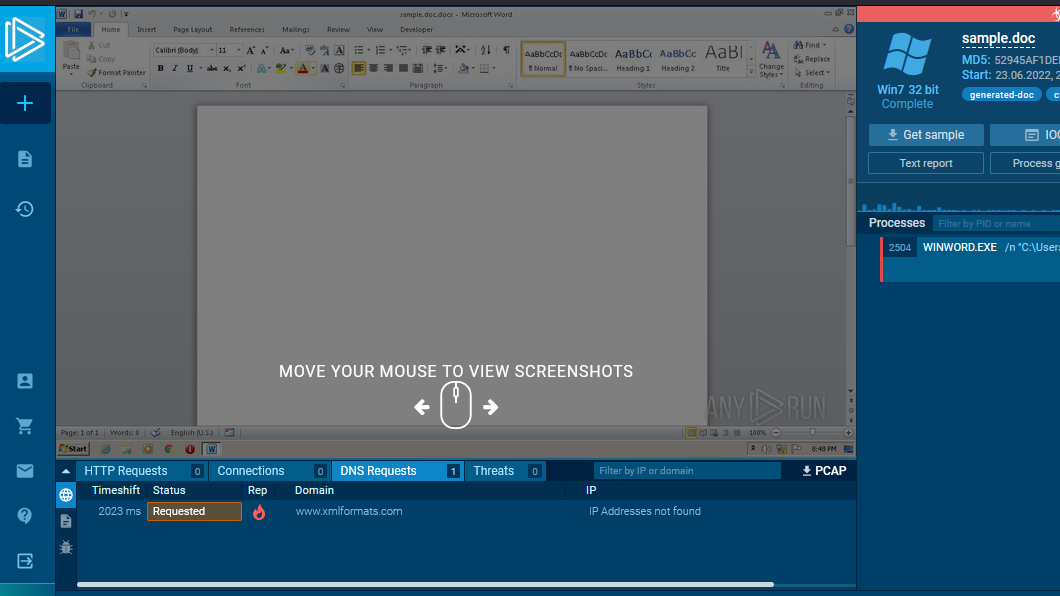 sample.doc.docx - Microsoft Word
File Home Insert Page Layout References Mailings Review View Developer
Paste
Cut
Copy
Format Painter
Clipboard
Calibri (Body) 11
Font
Paragraph
AaBbCcDc AaBbCcDc AaBbCc AaBbCc AaBl
¶ Normal ¶ No Spaci... Heading 1 Heading 2 Title
Change Styles
Styles
Find
Replace
Select
Editing
MOVE YOUR MOUSE TO VIEW SCREENSHOTS
ANY RUN
Page: 1 of 1 Words: 0 English (U.S.) 100%
Start 8:48 PM
HTTP Requests 0 Connections 0 DNS Requests 1 Threats 0 Filter by IP or domain PCAP
Timeshift Status Rep Domain IP
2023 ms Requested www.xmlformats.com IP Addresses not found
sample.doc
MD5: 52945AF1DE
Start: 23.06.2022, 2
Win7 32 bit
Complete
generated-doc c
Get sample IOC
Text report Process g
Processes Filter by PID or name
2504 WINWORD.EXE /n "C:\Users